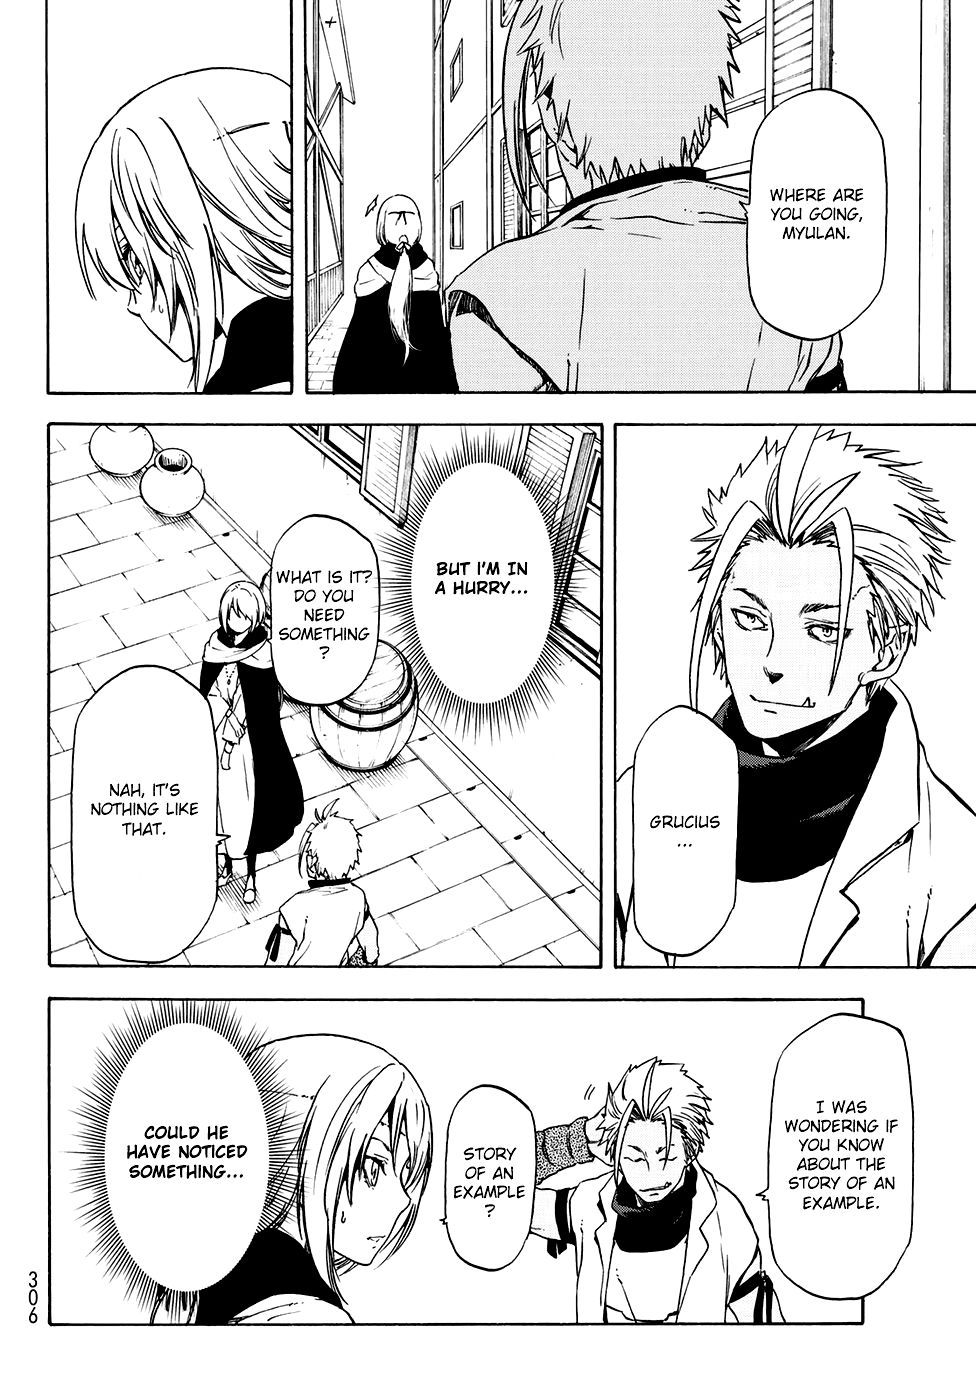 WHERE ARE
YOU GOING,
MYULAN.
GRUCIUS
...
BUT I'M IN
A HURRY...
WHAT IS IT?
DO YOU
NEED
SOMETHING
?
NAH, IT'S
NOTHING LIKE
THAT.
I WAS
WONDERING IF
YOU KNOW
ABOUT THE
STORY OF AN
EXAMPLE.
STORY
OF AN
EXAMPLE
?
COULD HE
HAVE NOTICED
SOMETHING...
306